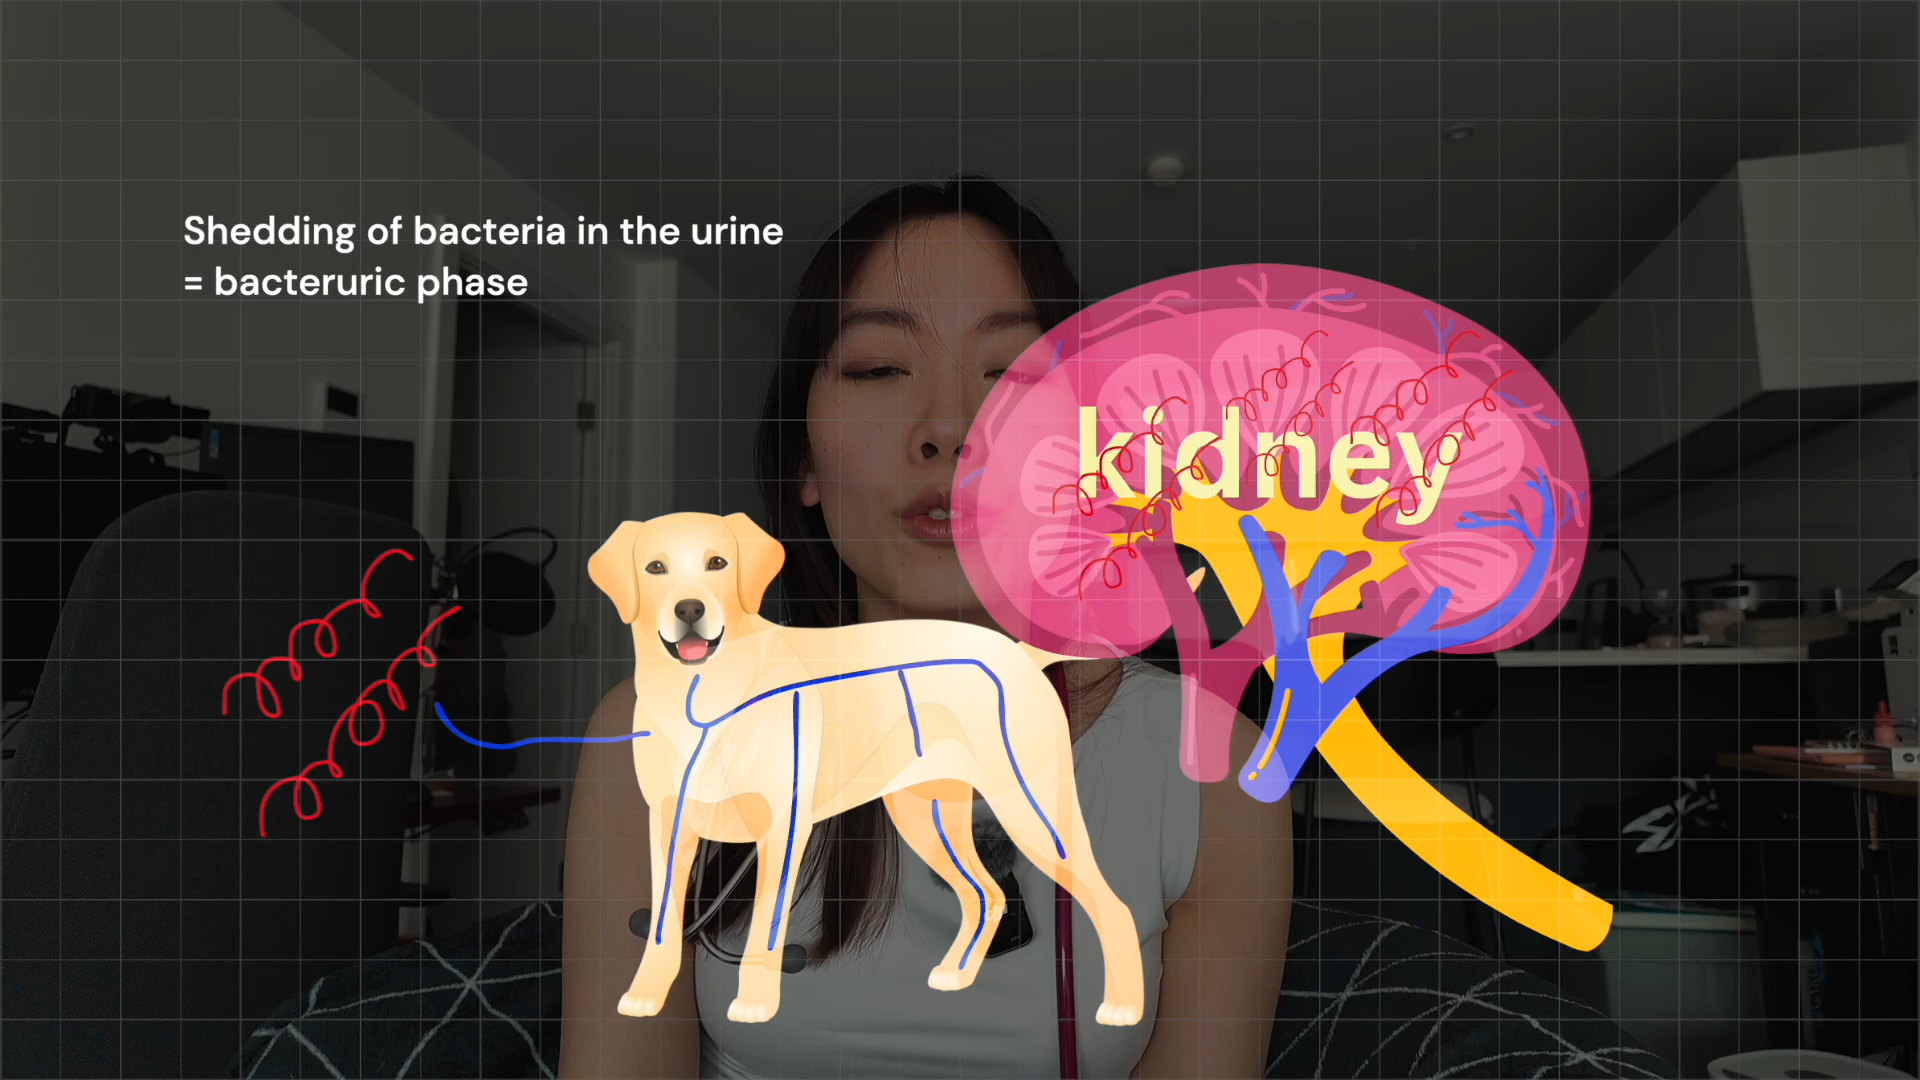 Shedding of bacteria in the urine
= bacteruric phase
kidney